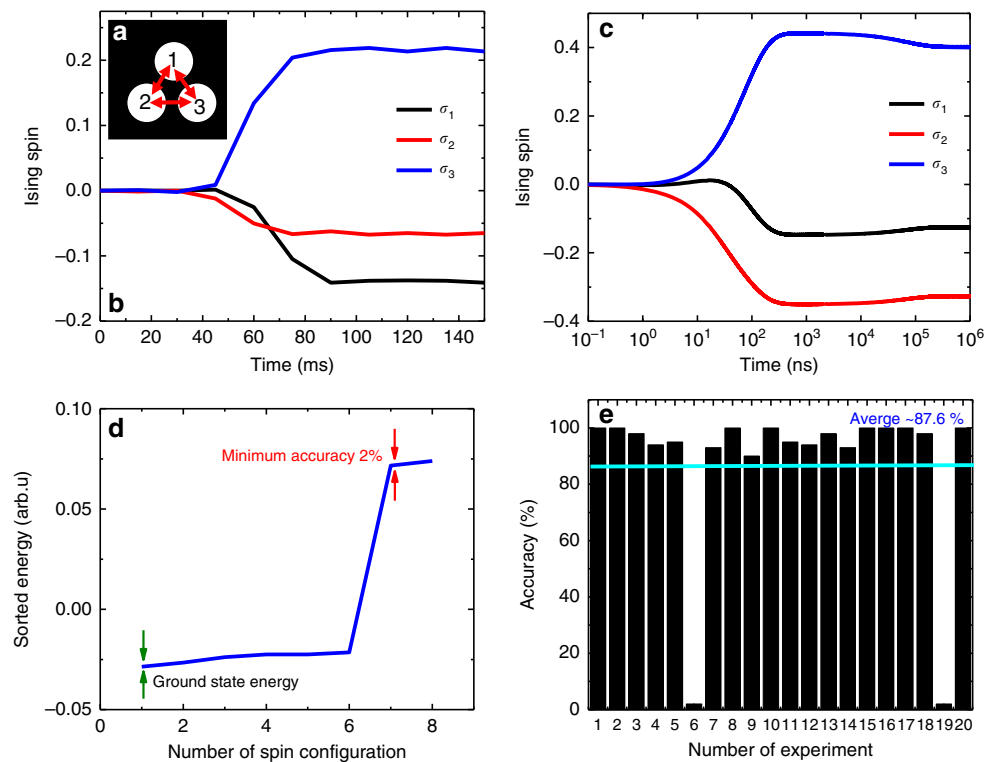 a
1
2
3
σ1
σ2
σ3
0.2
0.1
0.0
−0.1
−0.2
Ising spin
b
0 20 40 60 80 100 120 140
Time (ms)
c
σ1
σ2
σ3
0.4
0.2
0.0
−0.2
−0.4
Ising spin
10⁻¹ 10⁰ 10¹ 10² 10³ 10⁴ 10⁵ 10⁶
Time (ns)
d
0.10
0.05
0.00
−0.05
Sorted energy (arb.u)
Minimum accuracy 2%
Ground state energy
0 2 4 6 8
Number of spin configuration
e
Averge ~87.6 %
100
80
60
40
20
0
Accuracy (%)
1 2 3 4 5 6 7 8 9 10 11 12 13 14 15 16 17 18 19 20
Number of experiment